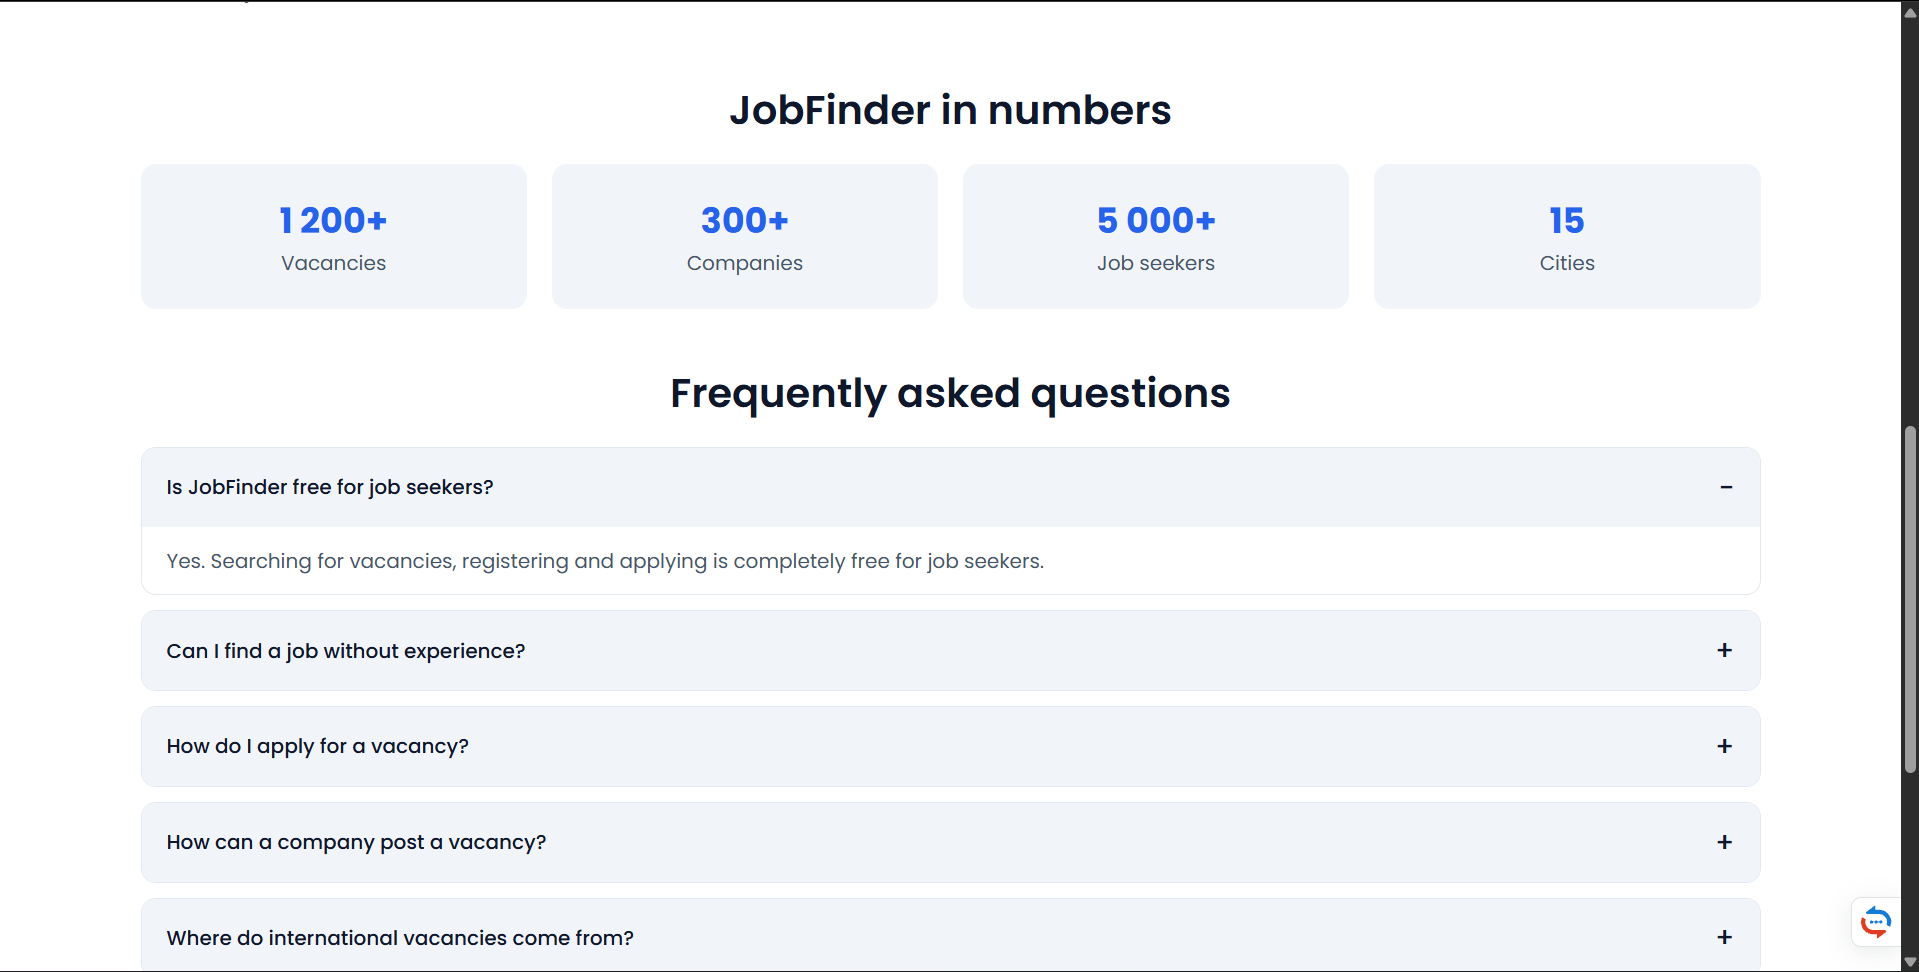 JobFinder in numbers
1 200+
Vacancies
300+
Companies
5 000+
Job seekers
15
Cities
Frequently asked questions
Is JobFinder free for job seekers?
−
Yes. Searching for vacancies, registering and applying is completely free for job seekers.
Can I find a job without experience?
+
How do I apply for a vacancy?
+
How can a company post a vacancy?
+
Where do international vacancies come from?
+